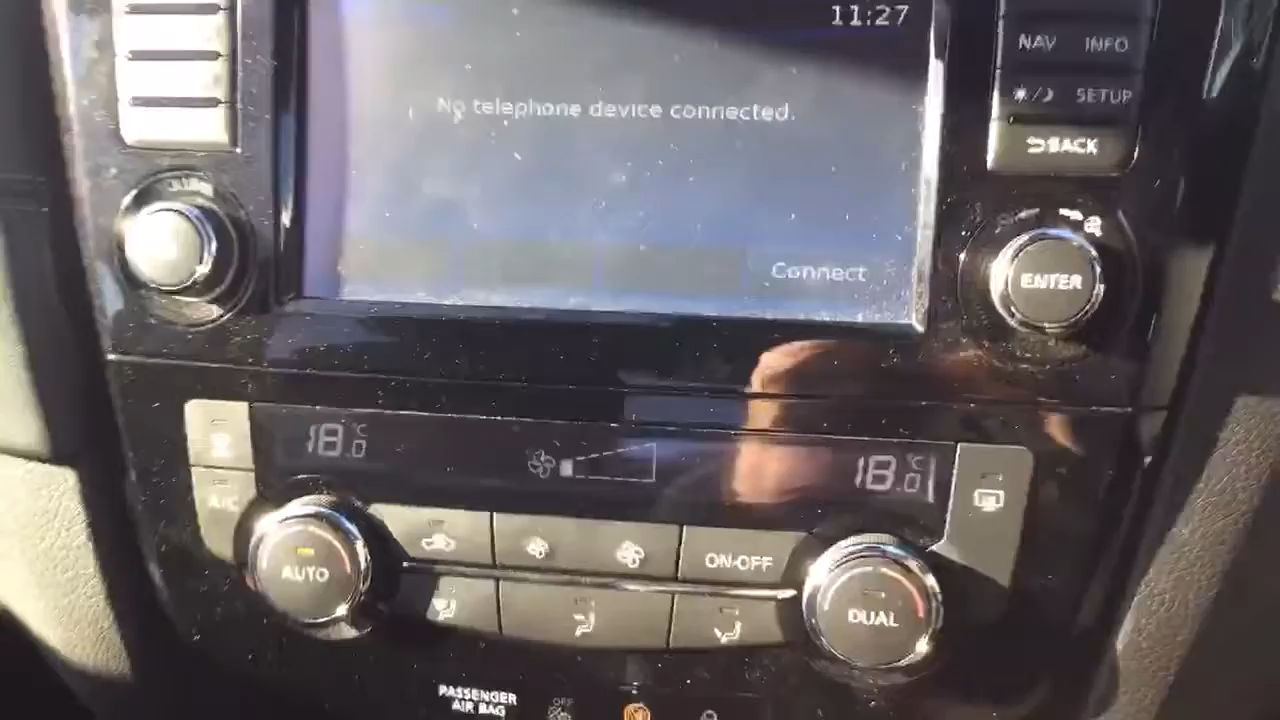 11:27
NAV INFO
SETUP
No telephone device connected.
BACK
Connect
ENTER
18.0 °C
18.0 °C
A/C
AUTO
ON·OFF
DUAL
PASSENGER
AIR BAG
OFF